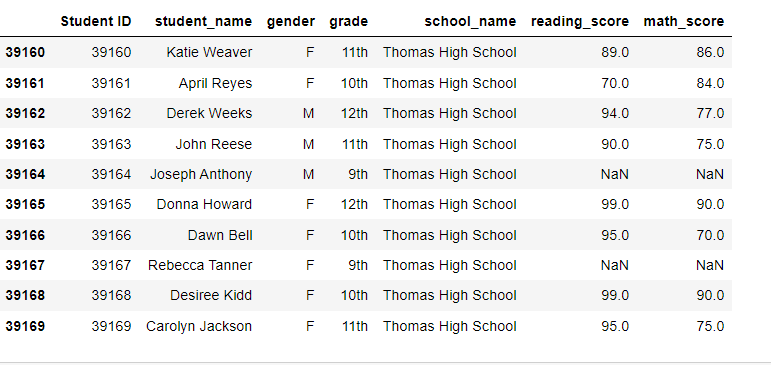 Student ID student_name gender grade school_name reading_score math_score
39160 39160 Katie Weaver F 11th Thomas High School 89.0 86.0
39161 39161 April Reyes F 10th Thomas High School 70.0 84.0
39162 39162 Derek Weeks M 12th Thomas High School 94.0 77.0
39163 39163 John Reese M 11th Thomas High School 90.0 75.0
39164 39164 Joseph Anthony M 9th Thomas High School NaN NaN
39165 39165 Donna Howard F 12th Thomas High School 99.0 90.0
39166 39166 Dawn Bell F 10th Thomas High School 95.0 70.0
39167 39167 Rebecca Tanner F 9th Thomas High School NaN NaN
39168 39168 Desiree Kidd F 10th Thomas High School 99.0 90.0
39169 39169 Carolyn Jackson F 11th Thomas High School 95.0 75.0